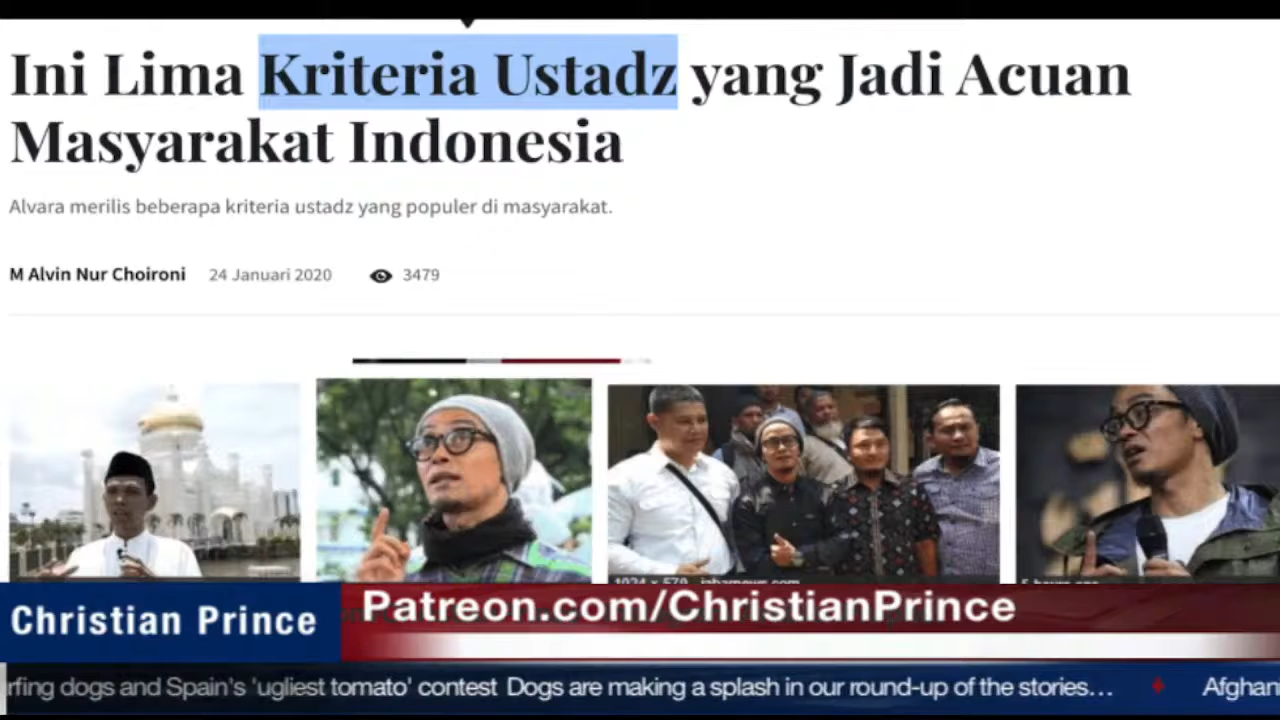 Ini Lima Kriteria Ustadz yang Jadi Acuan
Masyarakat Indonesia
Alvara merilis beberapa kriteria ustadz yang populer di masyarakat.
M Alvin Nur Choironi 24 Januari 2020 3479
Christian Prince
Patreon.com/ChristianPrince
rfing dogs and Spain's 'ugliest tomato' contest Dogs are making a splash in our round-up of the stories... Afghan